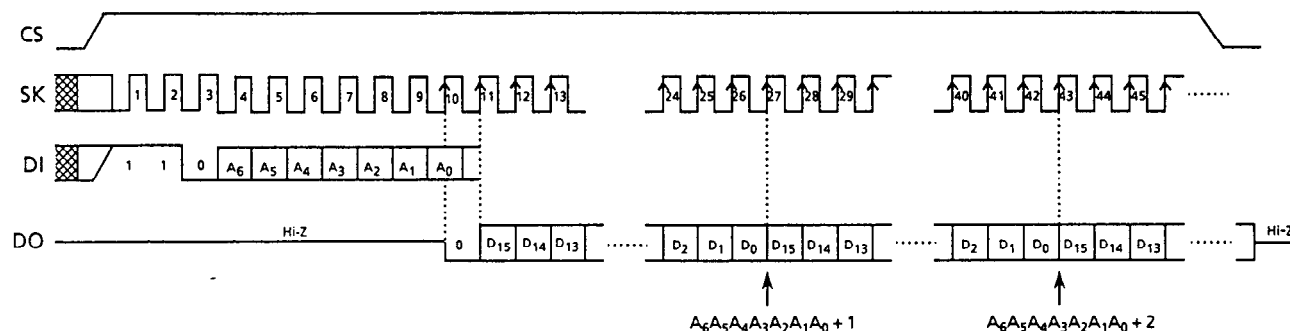 CS
SK 1 2 3 4 5 6 7 8 9 10 11 12 13 24 25 26 27 28 29 40 41 42 43 44 45
DI 1 1 0 A6 A5 A4 A3 A2 A1 A0
DO Hi-Z 0 D15 D14 D13 D2 D1 D0 D15 D14 D13 D2 D1 D0 D15 D14 D13 Hi-Z
A6A5A4A3A2A1A0 + 1 A6A5A4A3A2A1A0 + 2